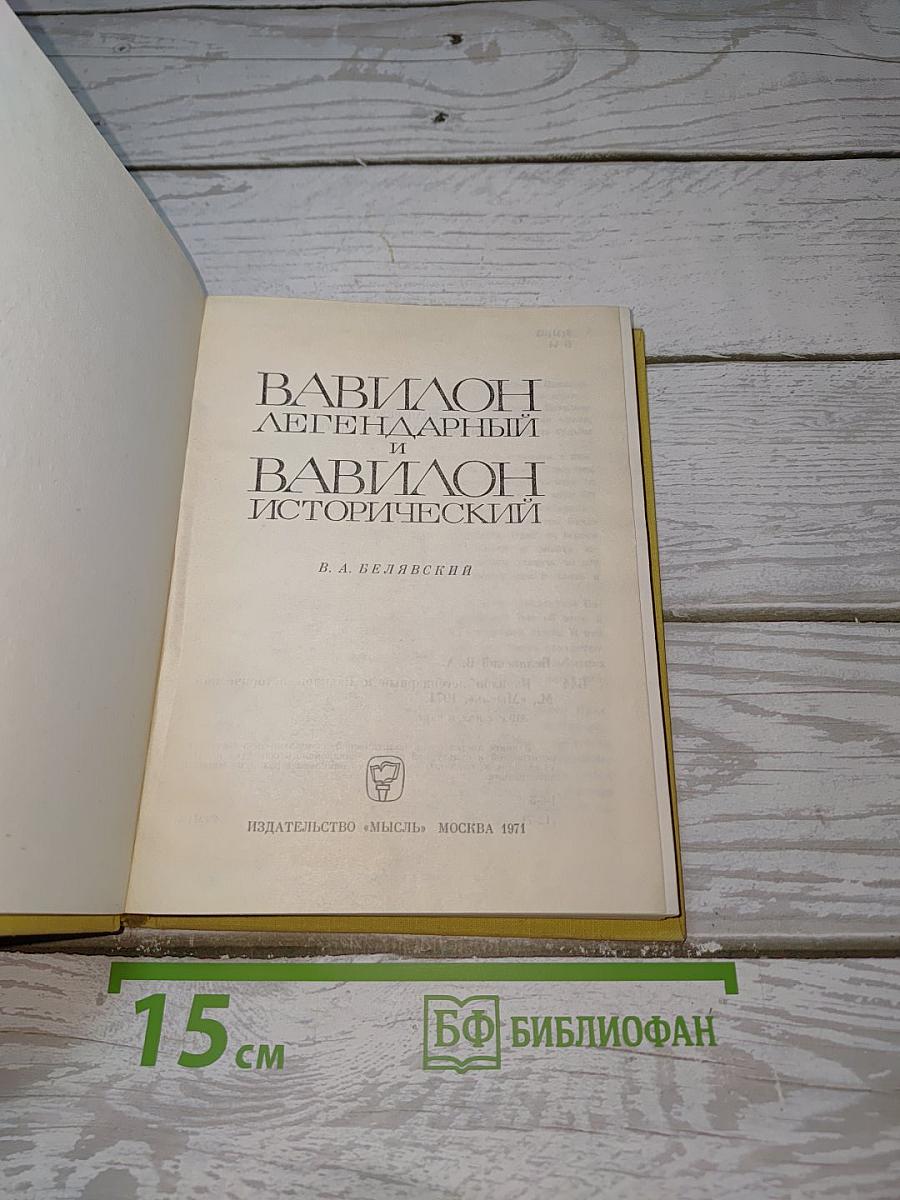 ВАВИЛОН
ЛЕГЕНДАРНЫЙ
И
ВАВИЛОН
ИСТОРИЧЕСКИЙ
В. А. БЕЛЯВСКИЙ
ИЗДАТЕЛЬСТВО «МЫСЛЬ» МОСКВА 1971
15 см
БФ БИБЛИОФАН